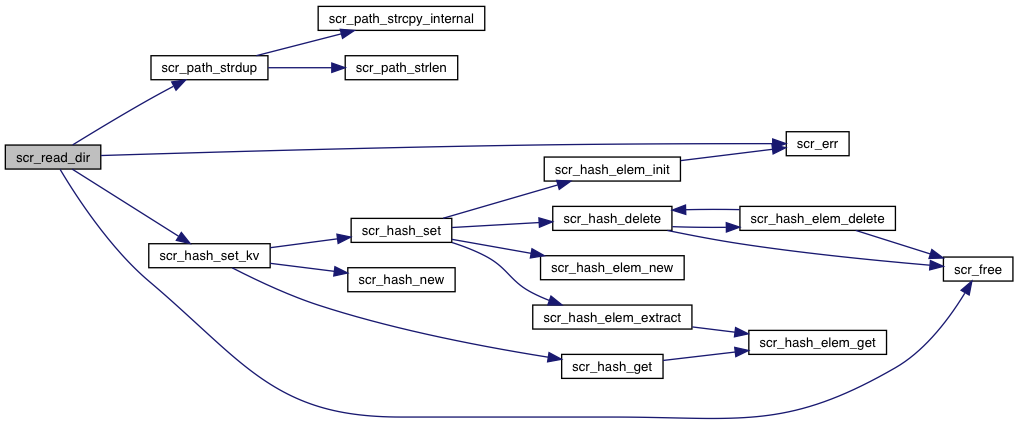 scr_path_strcpy_internal
scr_path_strdup
scr_path_strlen
scr_read_dir
scr_err
scr_hash_elem_init
scr_hash_delete
scr_hash_elem_delete
scr_hash_set
scr_hash_set_kv
scr_hash_elem_new
scr_free
scr_hash_new
scr_hash_elem_extract
scr_hash_elem_get
scr_hash_get